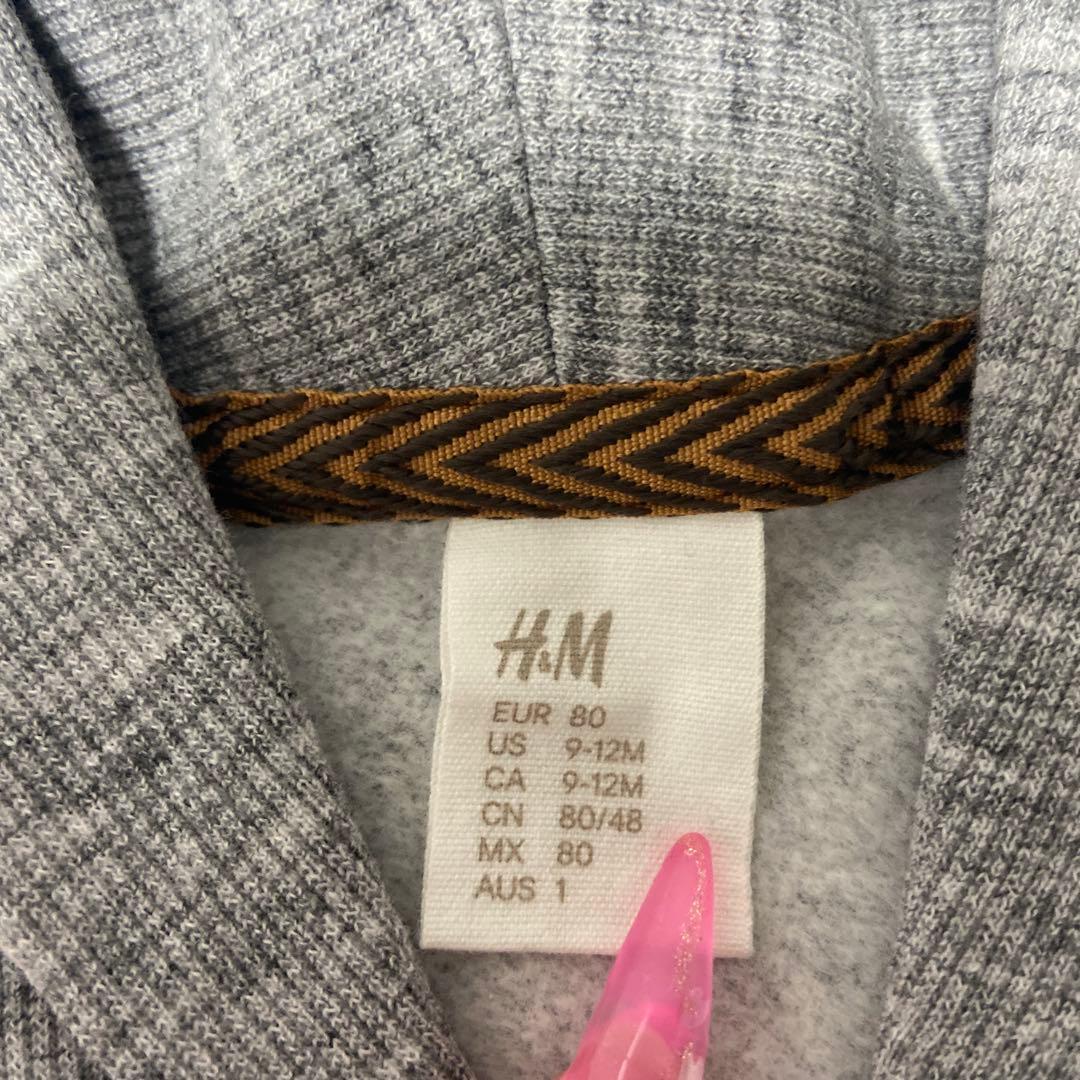 H&M
EUR 80
US 9-12M
CA 9-12M
CN 80/48
MX 80
AUS 1